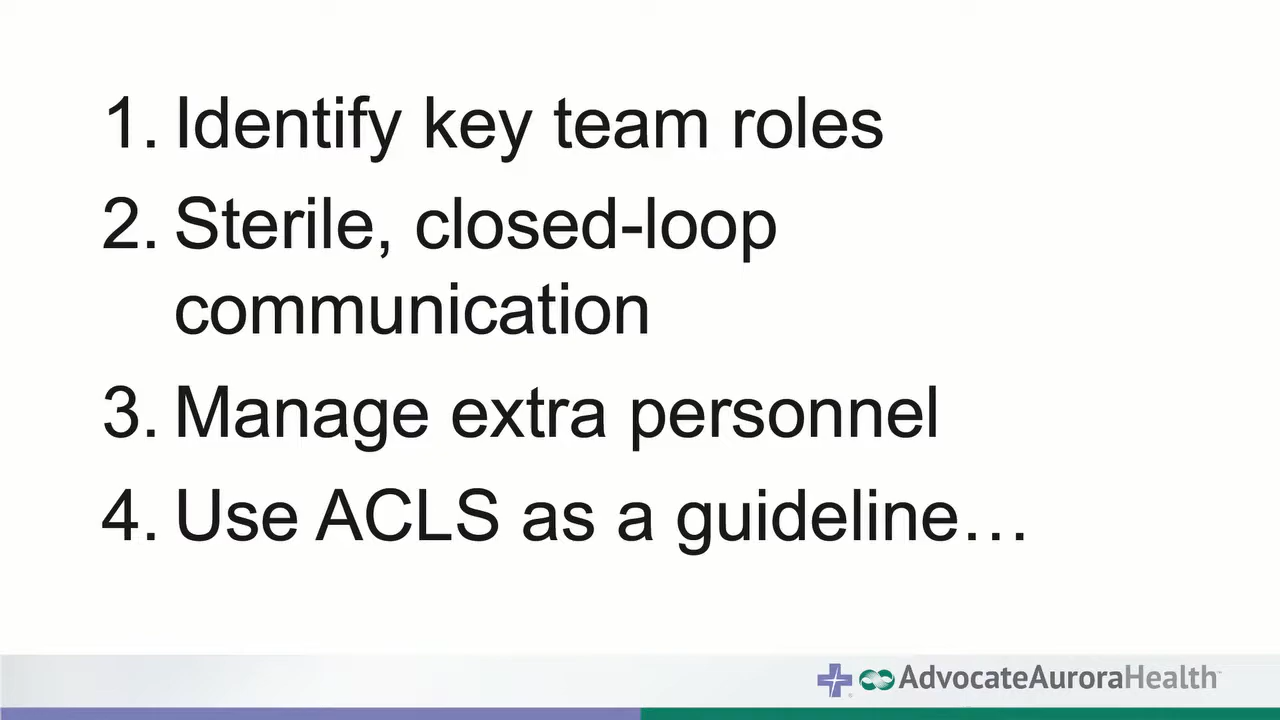 1. Identify key team roles
2. Sterile, closed-loop
communication
3. Manage extra personnel
4. Use ACLS as a guideline…
AdvocateAuroraHealth™